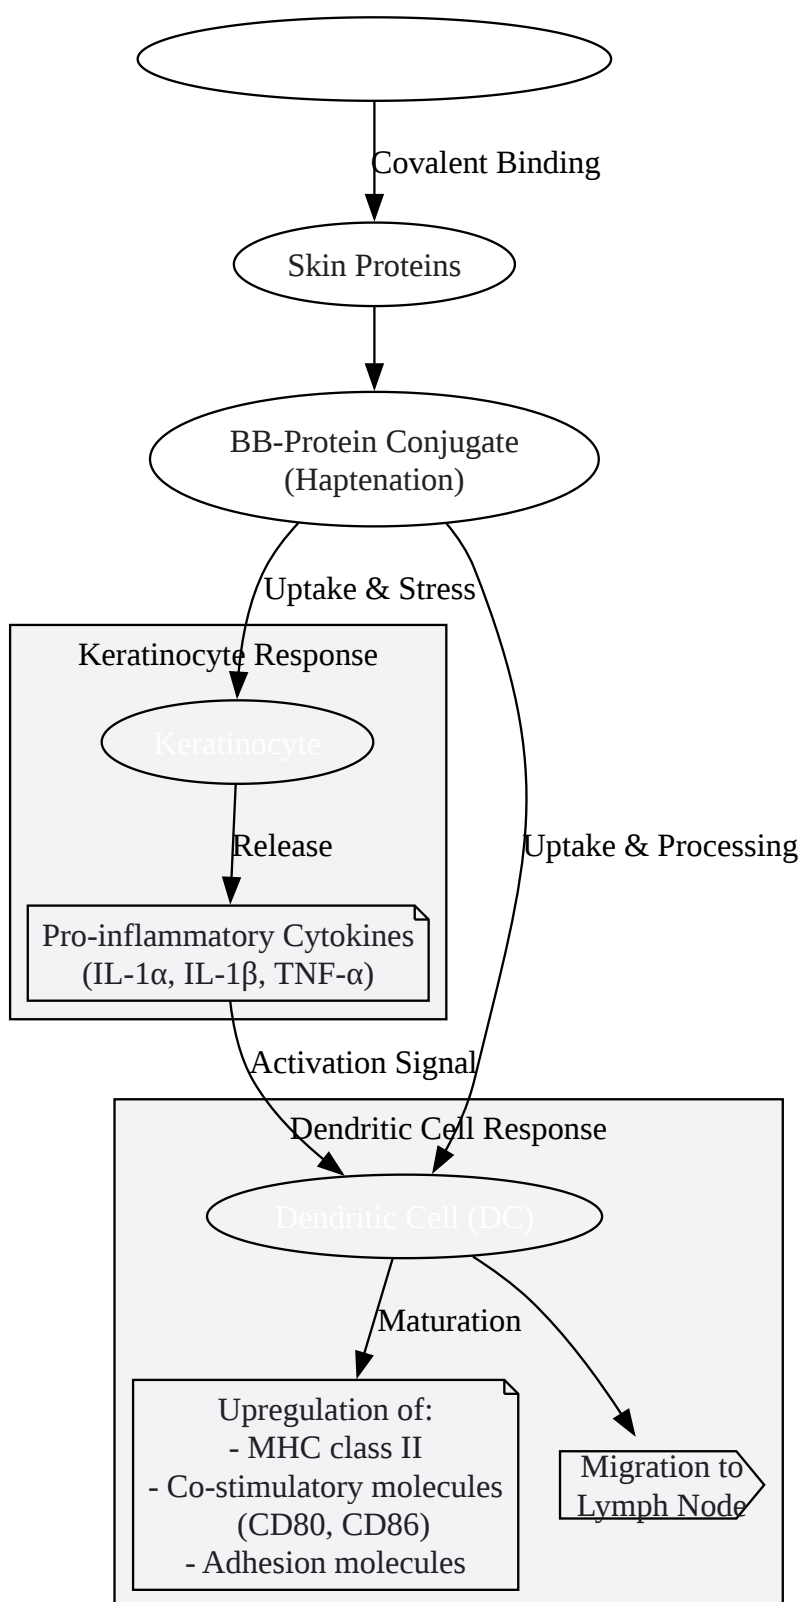 Covalent Binding
Skin Proteins
BB-Protein Conjugate
(Haptenation)
Uptake & Stress
Keratinocyte Response
Keratinocyte
Release
Uptake & Processing
Pro-inflammatory Cytokines
(IL-1α, IL-1β, TNF-α)
Activation Signal
Dendritic Cell Response
Dendritic Cell (DC)
Maturation
Upregulation of:
- MHC class II
- Co-stimulatory molecules
(CD80, CD86)
- Adhesion molecules
Migration to
Lymph Node